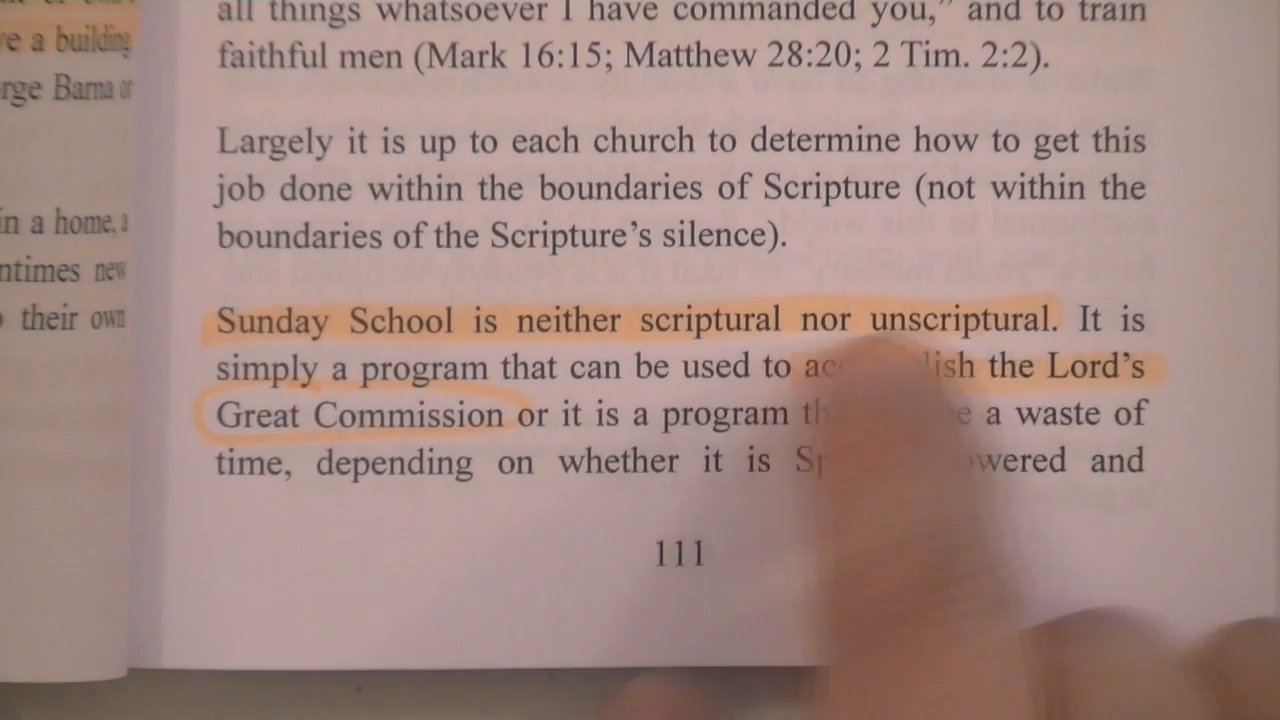 ve a building
rge Barna or
in a home, a
ntimes new
their own
all things whatsoever I have commanded you," and to train
faithful men (Mark 16:15; Matthew 28:20; 2 Tim. 2:2).
Largely it is up to each church to determine how to get this
job done within the boundaries of Scripture (not within the
boundaries of the Scripture's silence).
Sunday School is neither scriptural nor unscriptural. It is
simply a program that can be used to ac ish the Lord's
Great Commission or it is a program th e a waste of
time, depending on whether it is Sp wered and
111